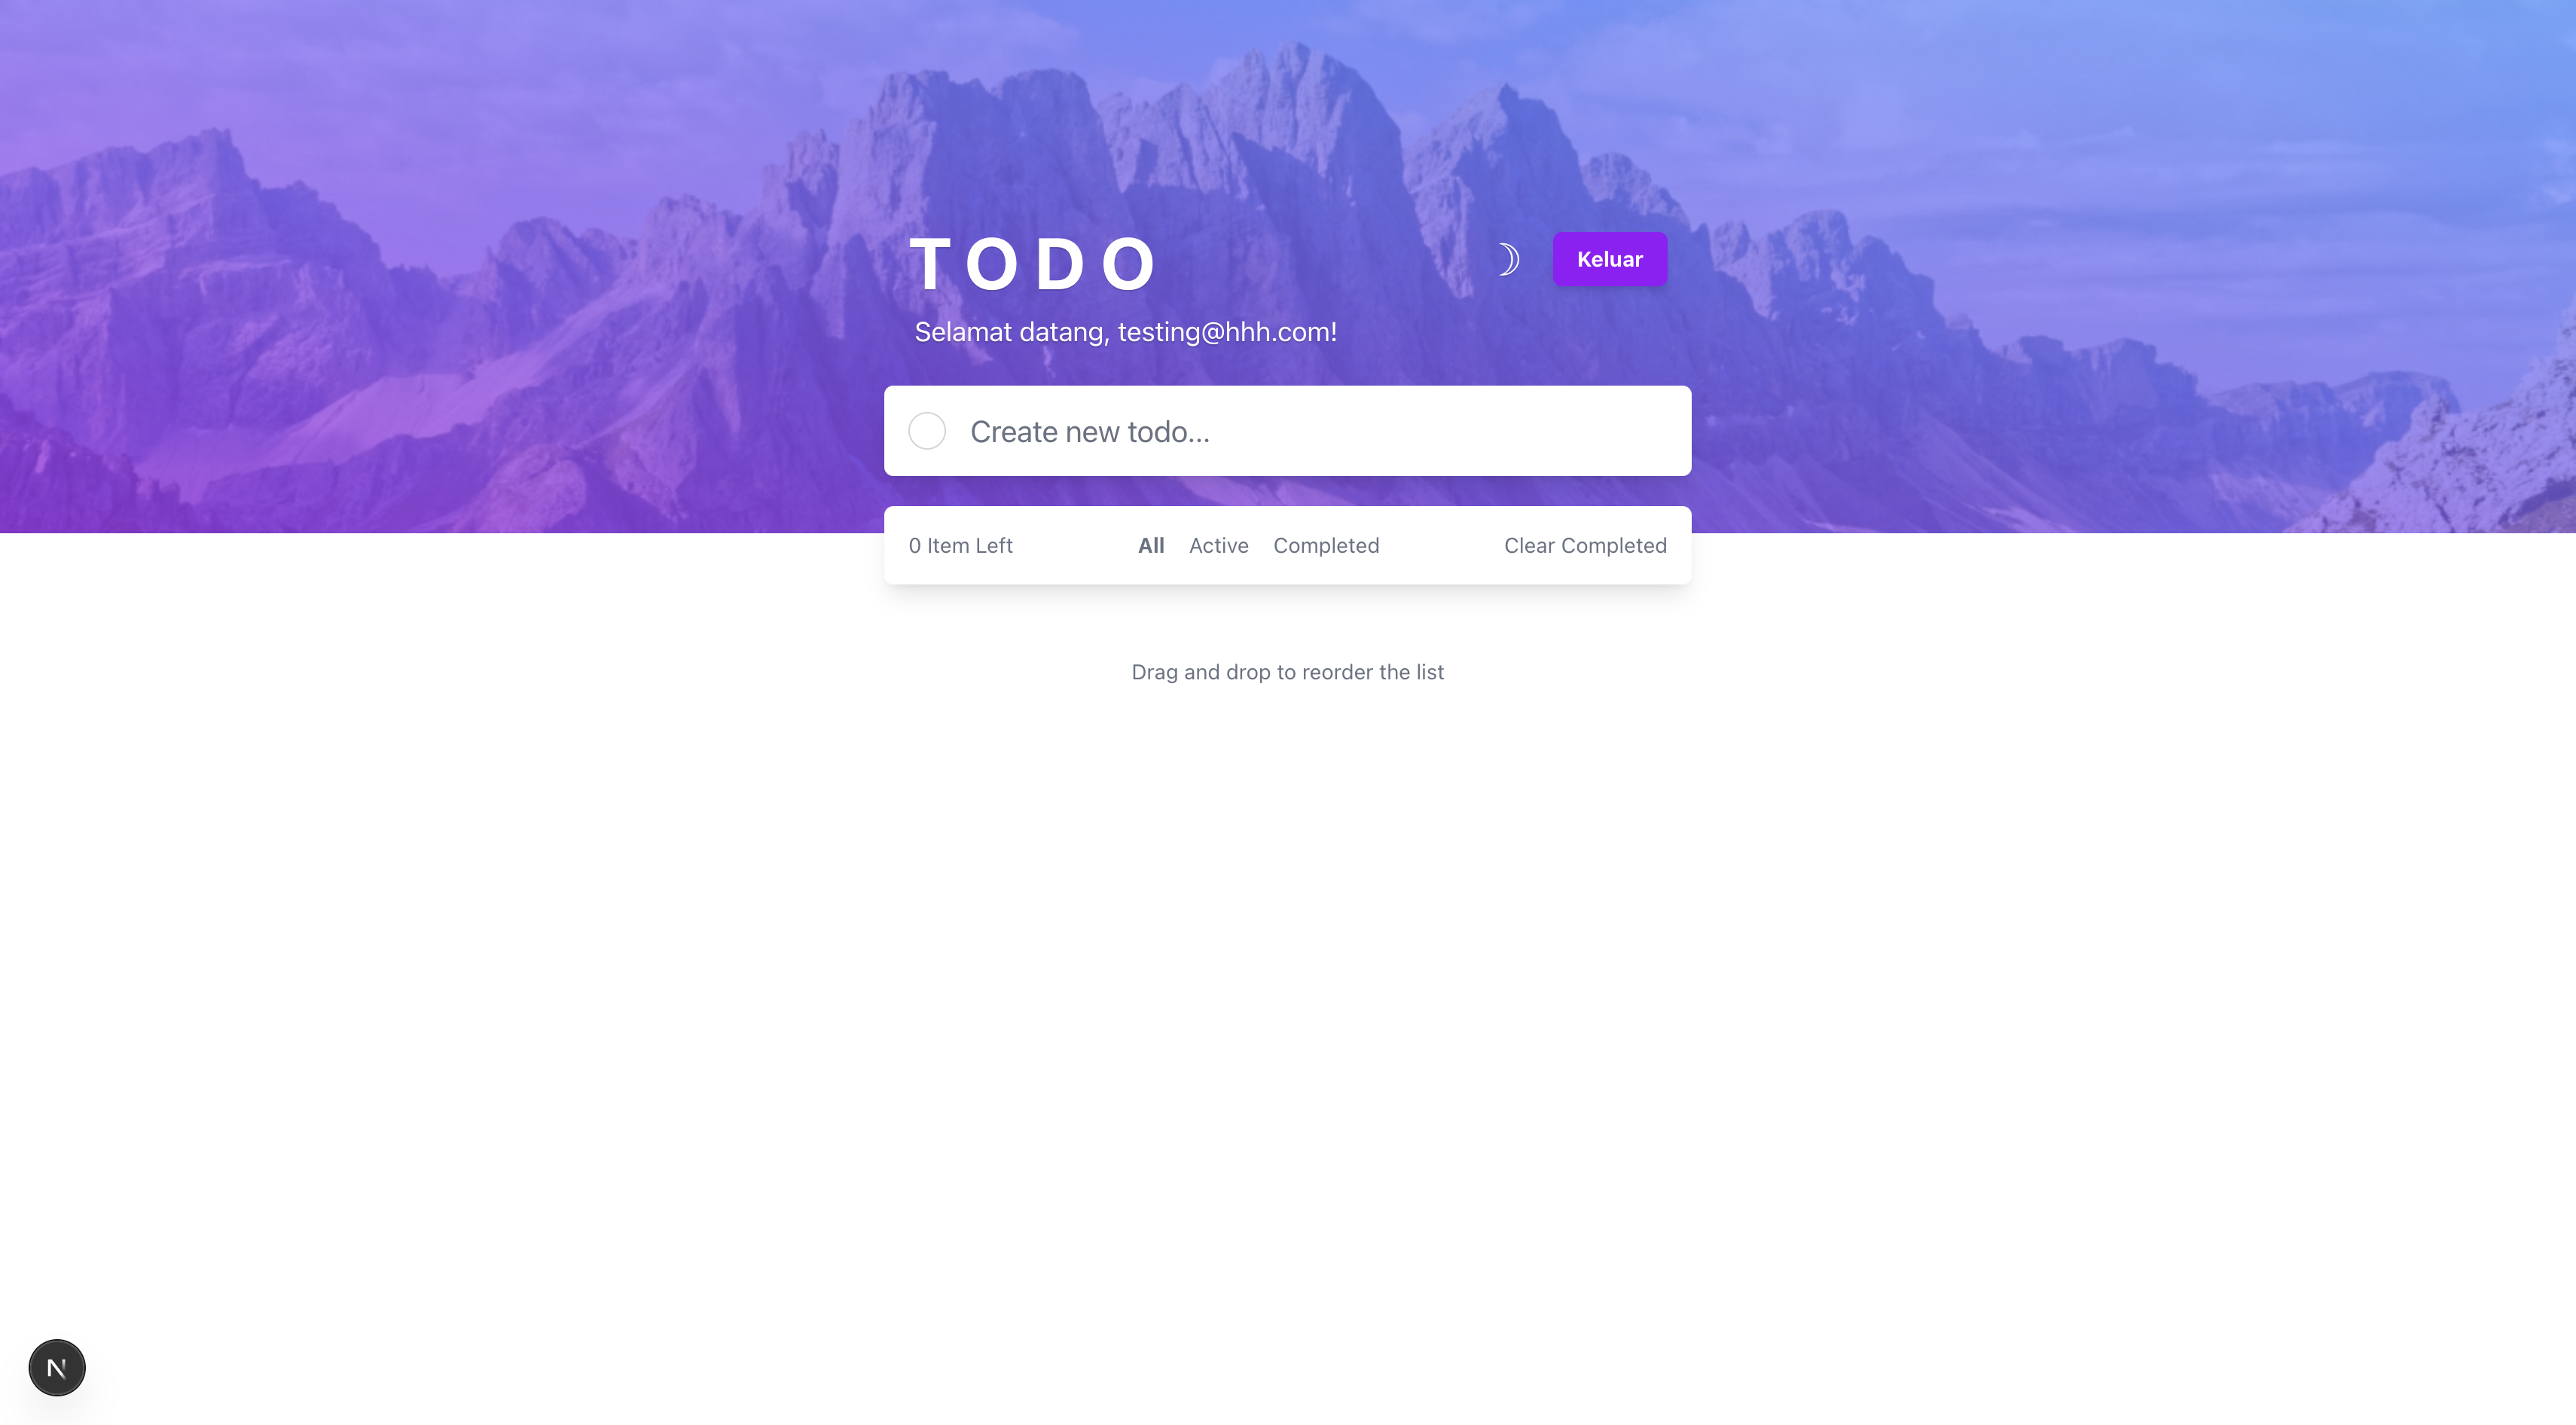 TODO
Keluar
Selamat datang, testing@hhh.com!
Create new todo...
0 Item Left
All
Active
Completed
Clear Completed
Drag and drop to reorder the list
N